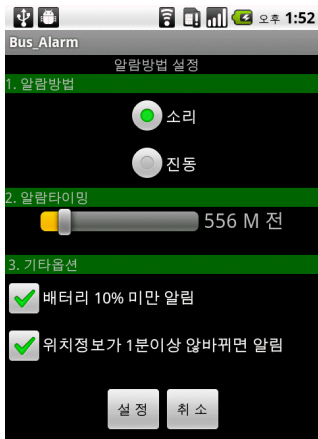 오후 1:52
Bus_Alarm
알람방법 설정
1. 알람방법
소리
진동
2. 알람타이밍
556 M 전
3. 기타옵션
배터리 10% 미만 알림
위치정보가 1분이상 않바뀌면 알림
설 정
취 소